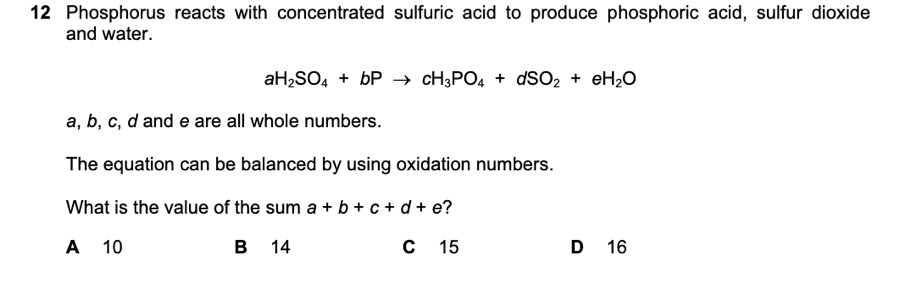 12 Phosphorus reacts with concentrated sulfuric acid to produce phosphoric acid, sulfur dioxide
and water.
aH₂SO₄ + bP → cH₃PO₄ + dSO₂ + eH₂O
a, b, c, d and e are all whole numbers.
The equation can be balanced by using oxidation numbers.
What is the value of the sum a + b + c + d + e?
A 10 B 14 C 15 D 16